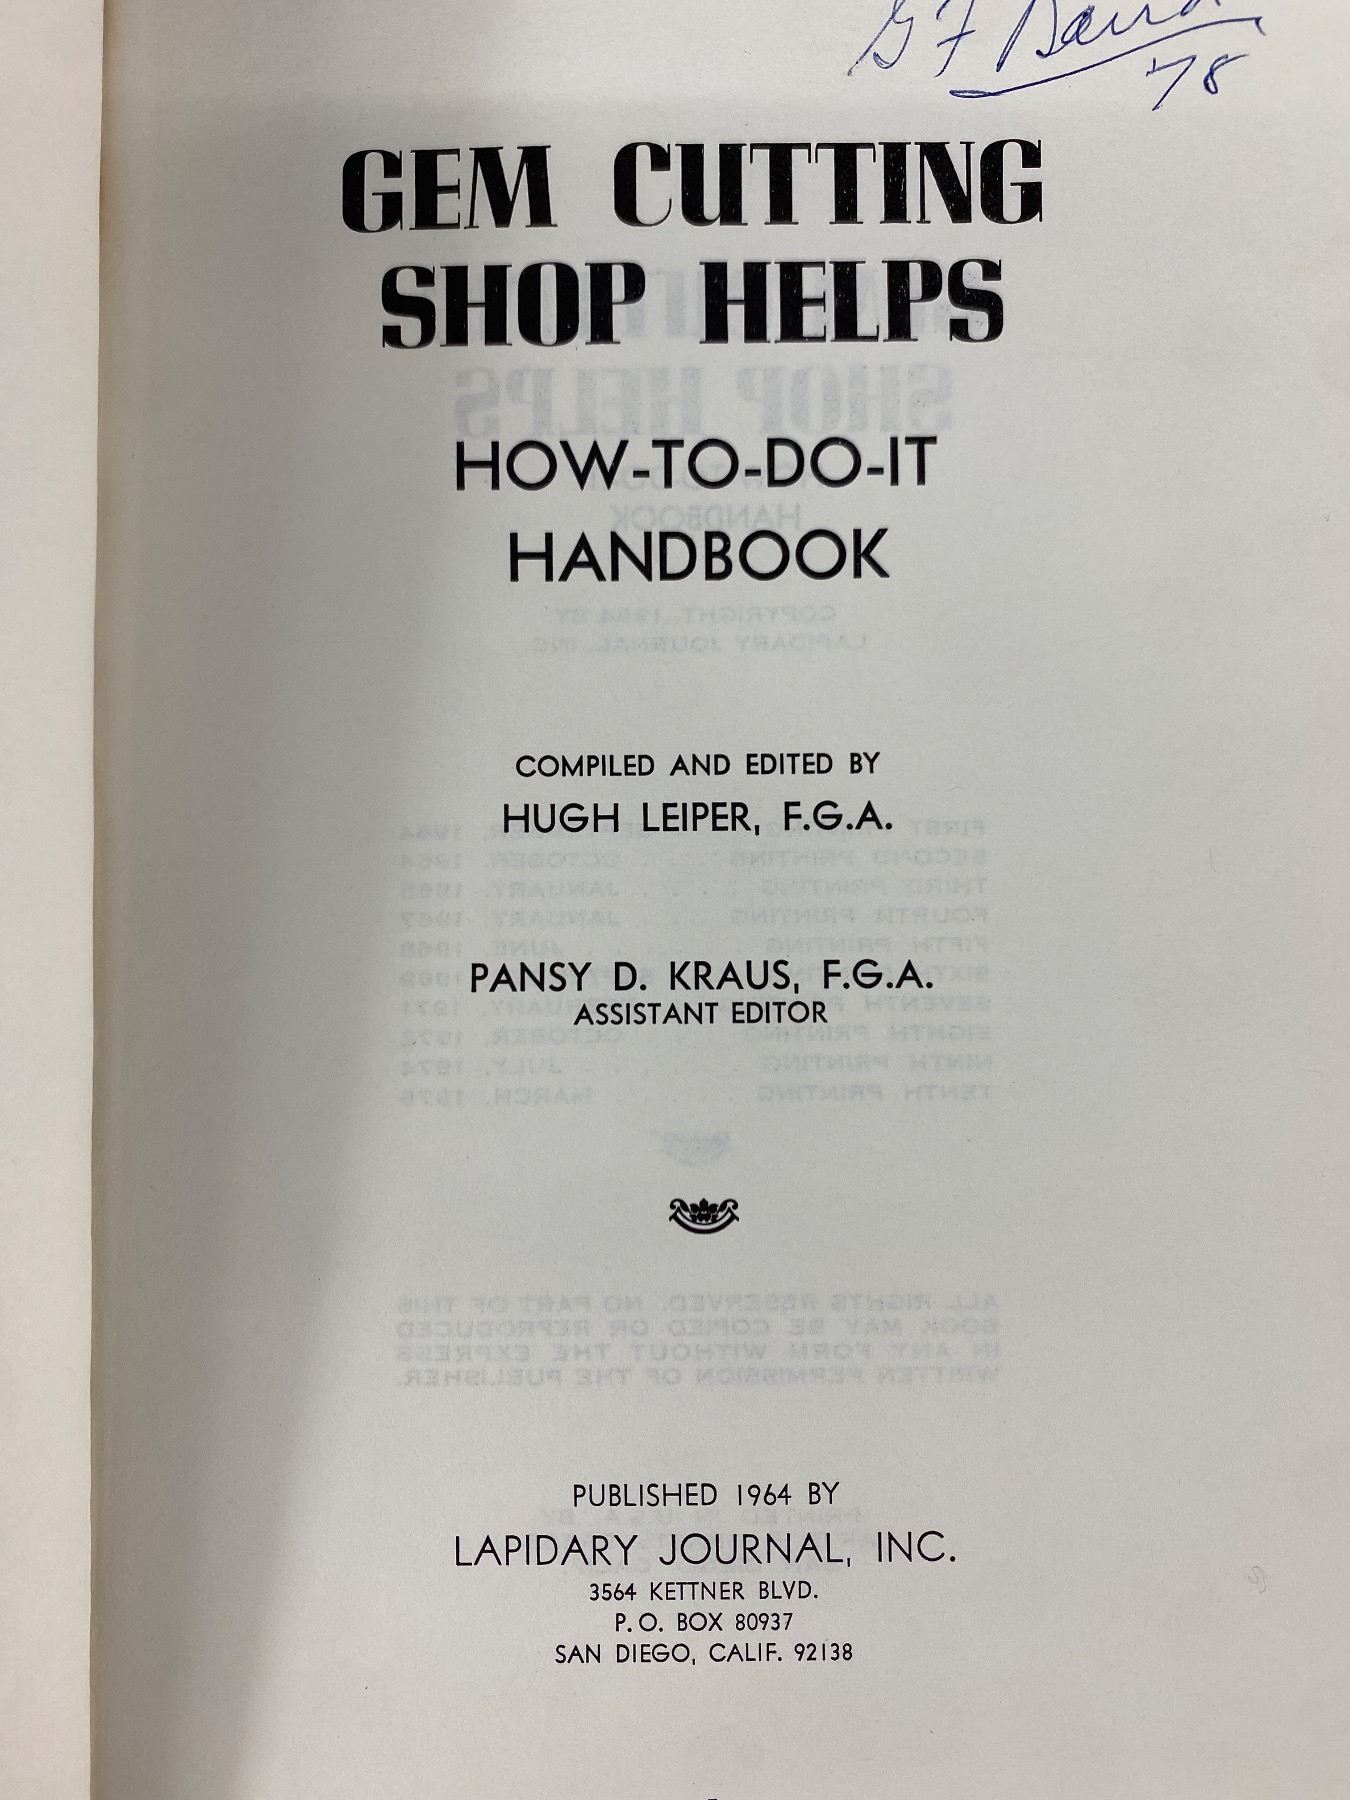 G F
'78
GEM CUTTING
SHOP HELPS
HOW-TO-DO-IT
HANDBOOK
COMPILED AND EDITED BY
HUGH LEIPER, F.G.A.
PANSY D. KRAUS, F.G.A.
ASSISTANT EDITOR
PUBLISHED 1964 BY
LAPIDARY JOURNAL, INC.
3564 KETTNER BLVD.
P. O. BOX 80937
SAN DIEGO, CALIF. 92138